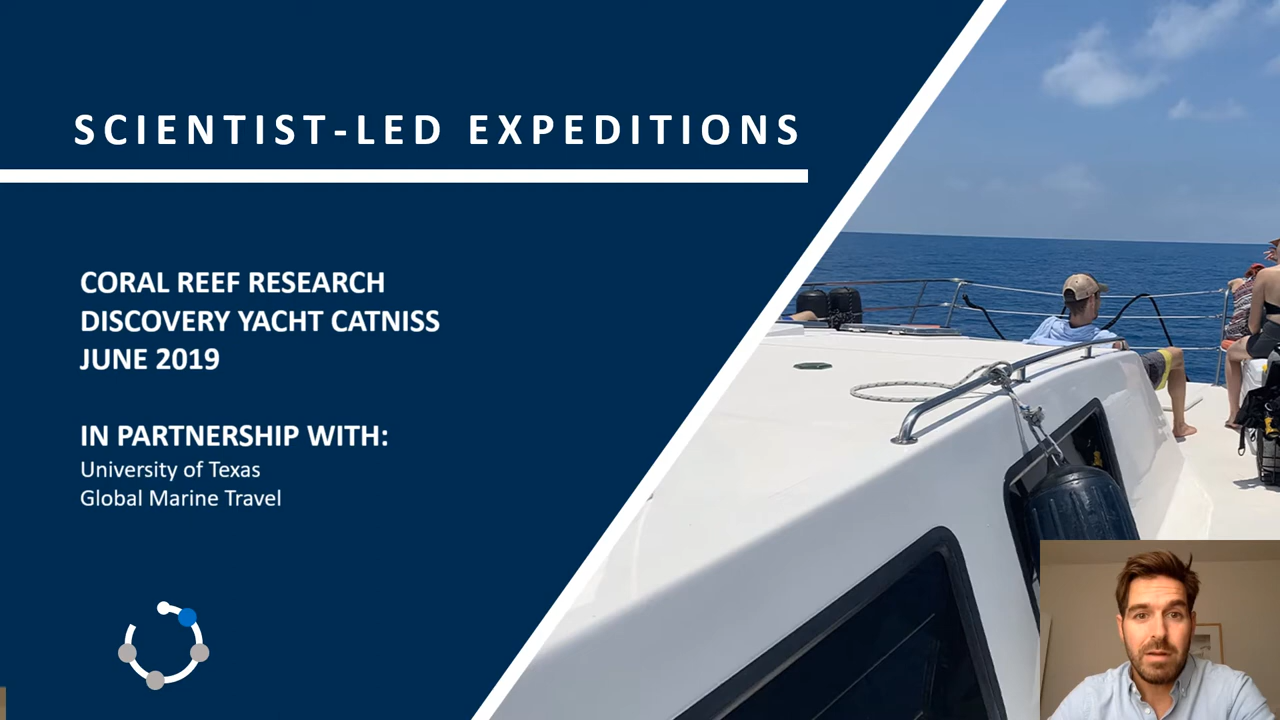 SCIENTIST-LED EXPEDITIONS
CORAL REEF RESEARCH
DISCOVERY YACHT CATNISS
JUNE 2019
IN PARTNERSHIP WITH:
University of Texas
Global Marine Travel